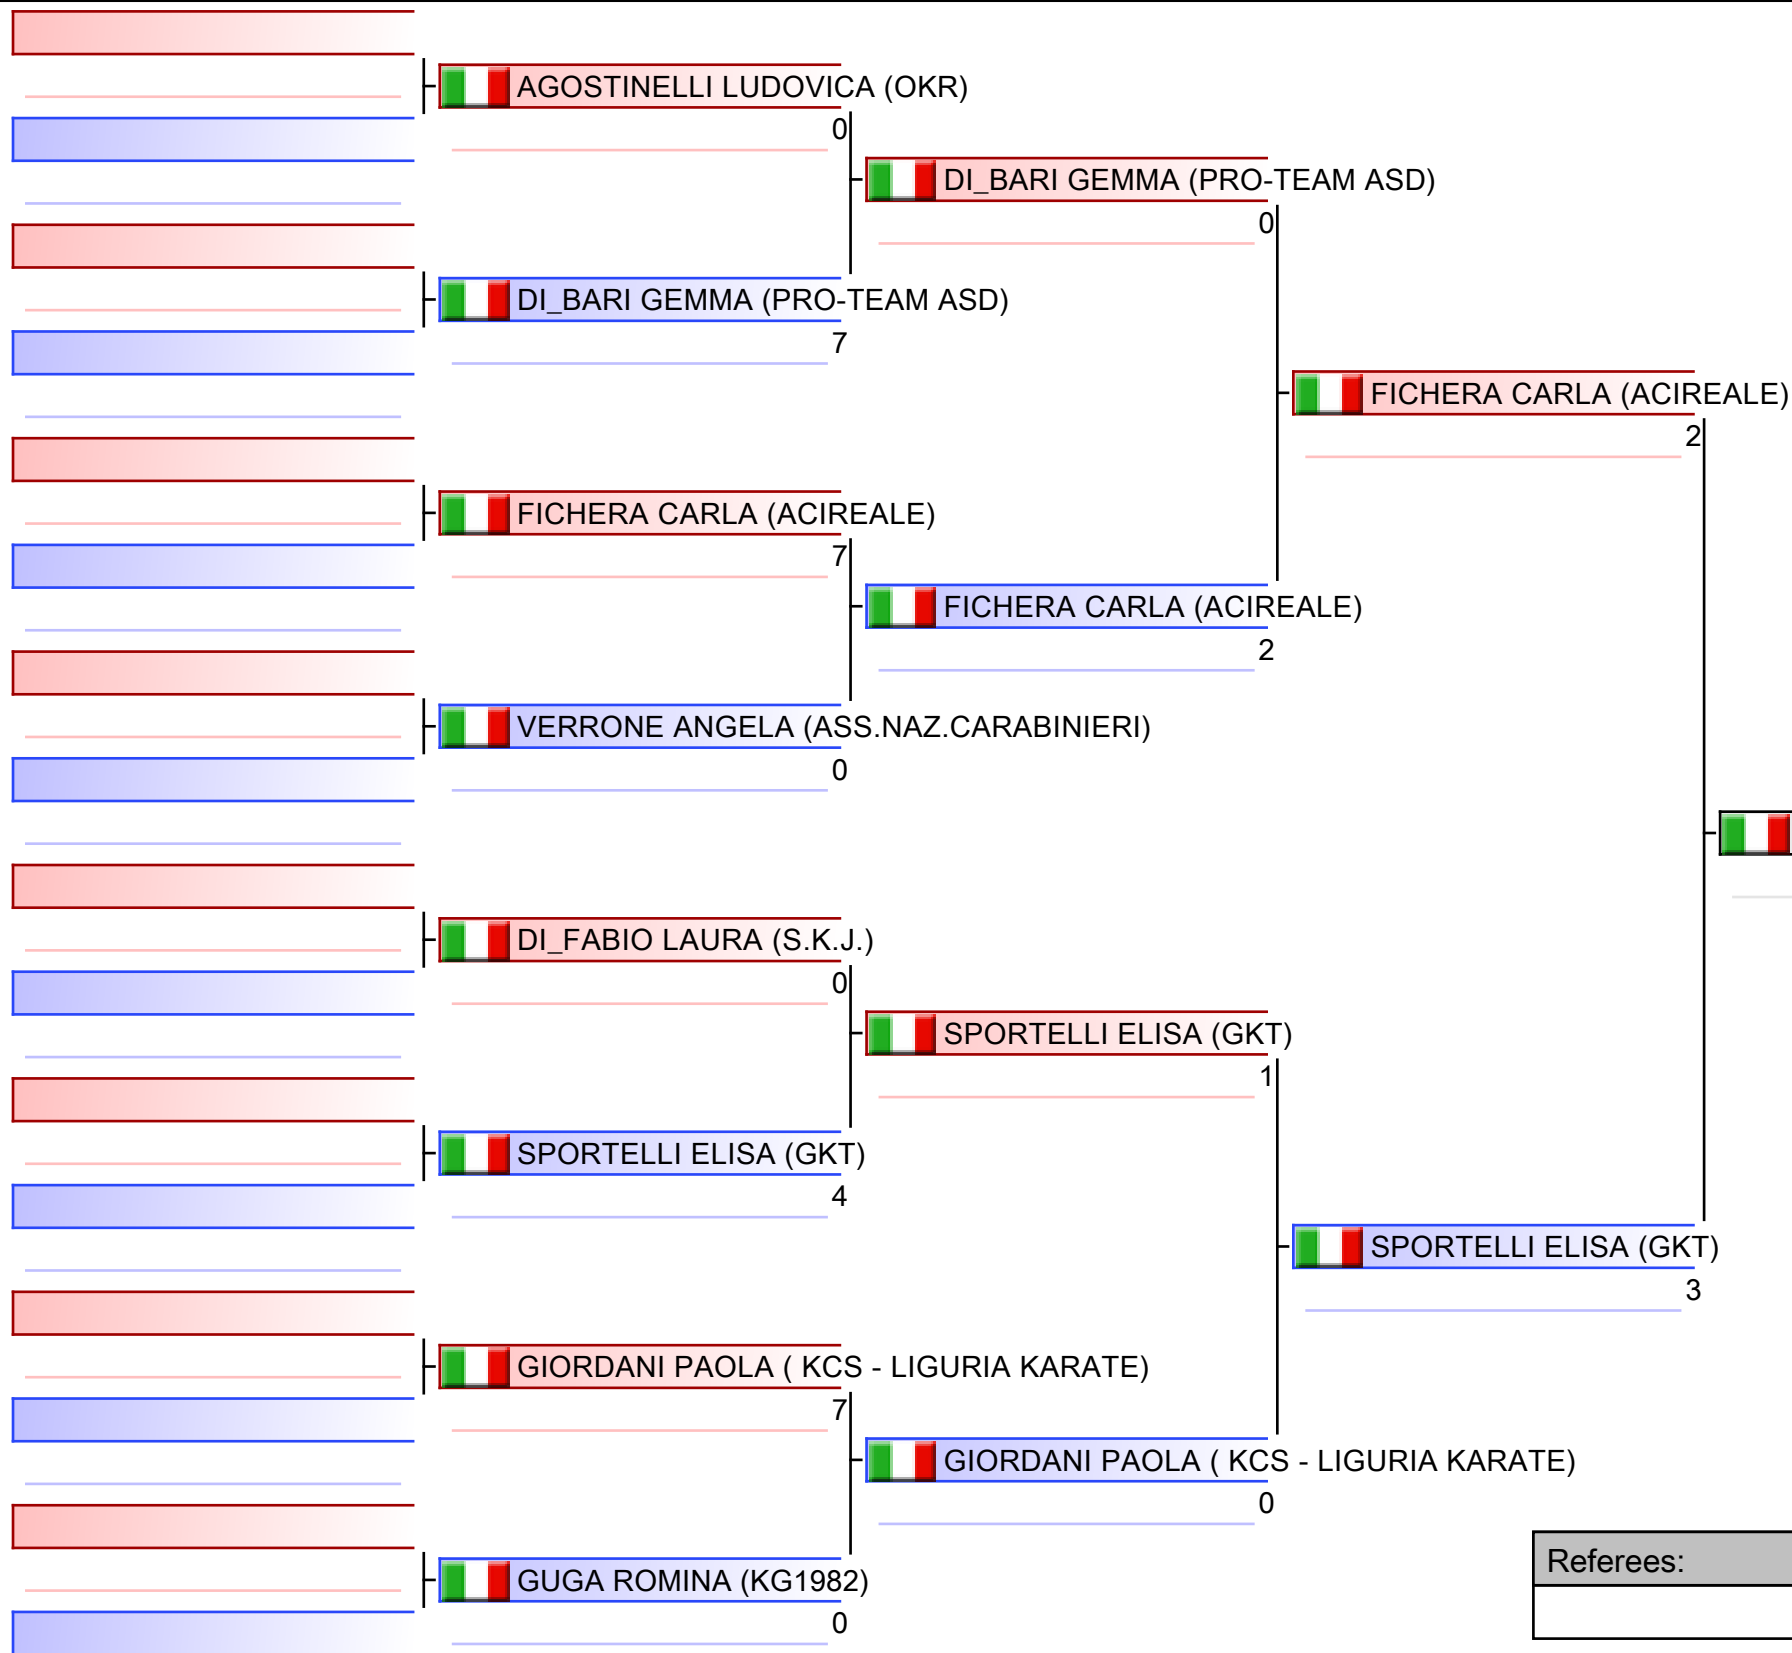 AGOSTINELLI LUDOVICA (OKR)
0
DI_BARI GEMMA (PRO-TEAM ASD)
0
DI_BARI GEMMA (PRO-TEAM ASD)
7
FICHERA CARLA (ACIREALE)
2
FICHERA CARLA (ACIREALE)
7
FICHERA CARLA (ACIREALE)
2
VERRONE ANGELA (ASS.NAZ.CARABINIERI)
0
DI_FABIO LAURA (S.K.J.)
0
SPORTELLI ELISA (GKT)
1
SPORTELLI ELISA (GKT)
4
SPORTELLI ELISA (GKT)
3
GIORDANI PAOLA ( KCS - LIGURIA KARATE)
7
GIORDANI PAOLA ( KCS - LIGURIA KARATE)
0
GUGA ROMINA (KG1982)
0
Referees: